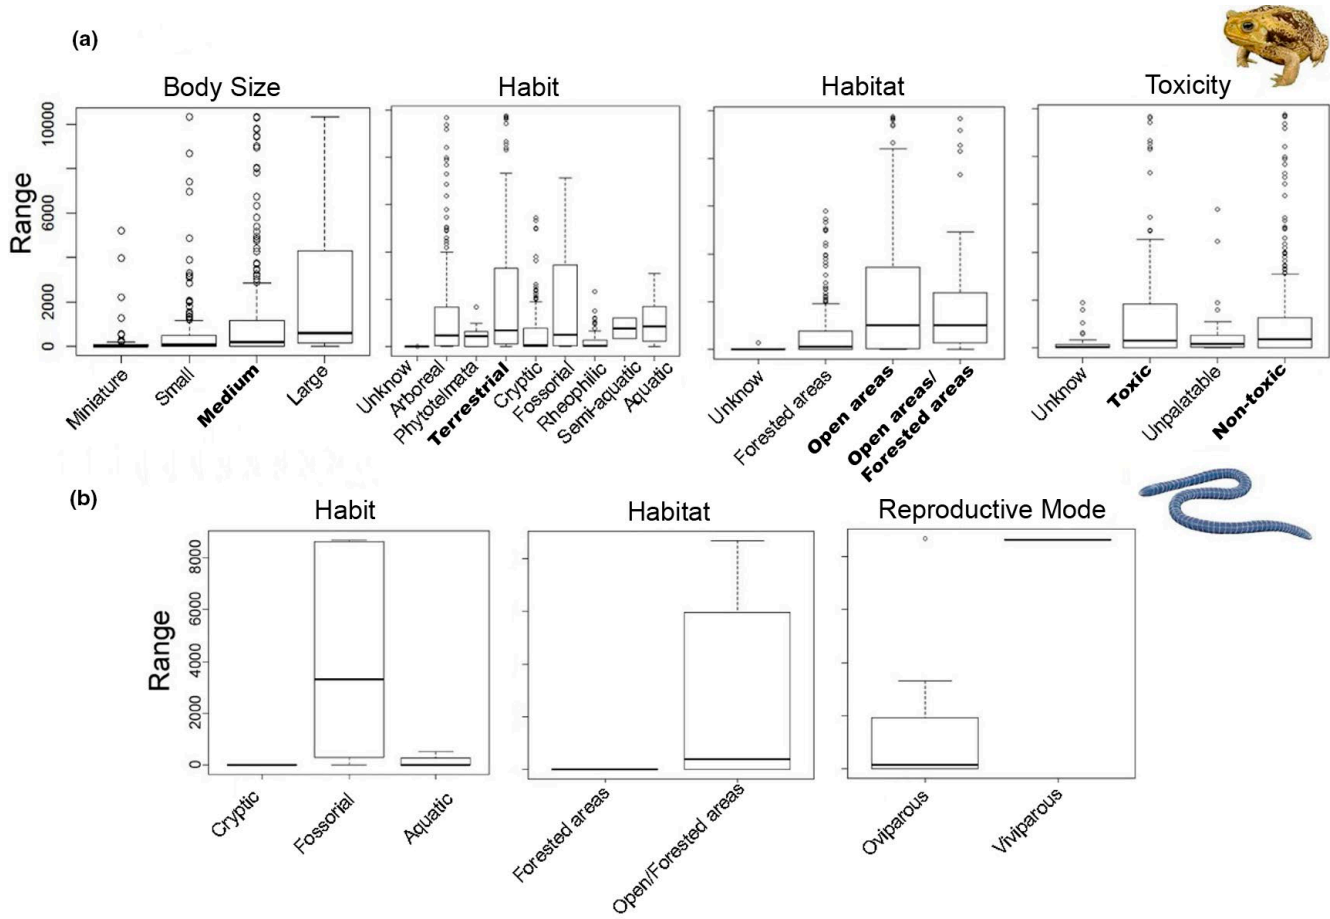 (a)
Body Size
Habit
Habitat
Toxicity
Range
10000
6000
2000
0
Miniature
Small
Medium
Large
Unknow
Arboreal
Phytotelmata
Terrestrial
Cryptic
Fossorial
Rheophilic
Semi-aquatic
Aquatic
Unknow
Forested areas
Open areas
Open areas/
Forested areas
Unknow
Toxic
Unpalatable
Non-toxic
(b)
Habit
Habitat
Reproductive Mode
Range
8000
6000
4000
2000
0
Cryptic
Fossorial
Aquatic
Forested areas
Open/Forested areas
Oviparous
Viviparous